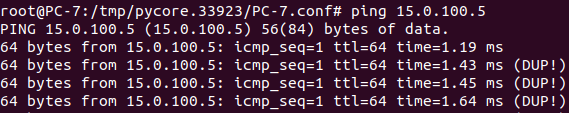 root@PC-7:/tmp/pycore.33923/PC-7.conf# ping 15.0.100.5
PING 15.0.100.5 (15.0.100.5) 56(84) bytes of data.
64 bytes from 15.0.100.5: icmp_seq=1 ttl=64 time=1.19 ms
64 bytes from 15.0.100.5: icmp_seq=1 ttl=64 time=1.43 ms (DUP!)
64 bytes from 15.0.100.5: icmp_seq=1 ttl=64 time=1.45 ms (DUP!)
64 bytes from 15.0.100.5: icmp_seq=1 ttl=64 time=1.64 ms (DUP!)